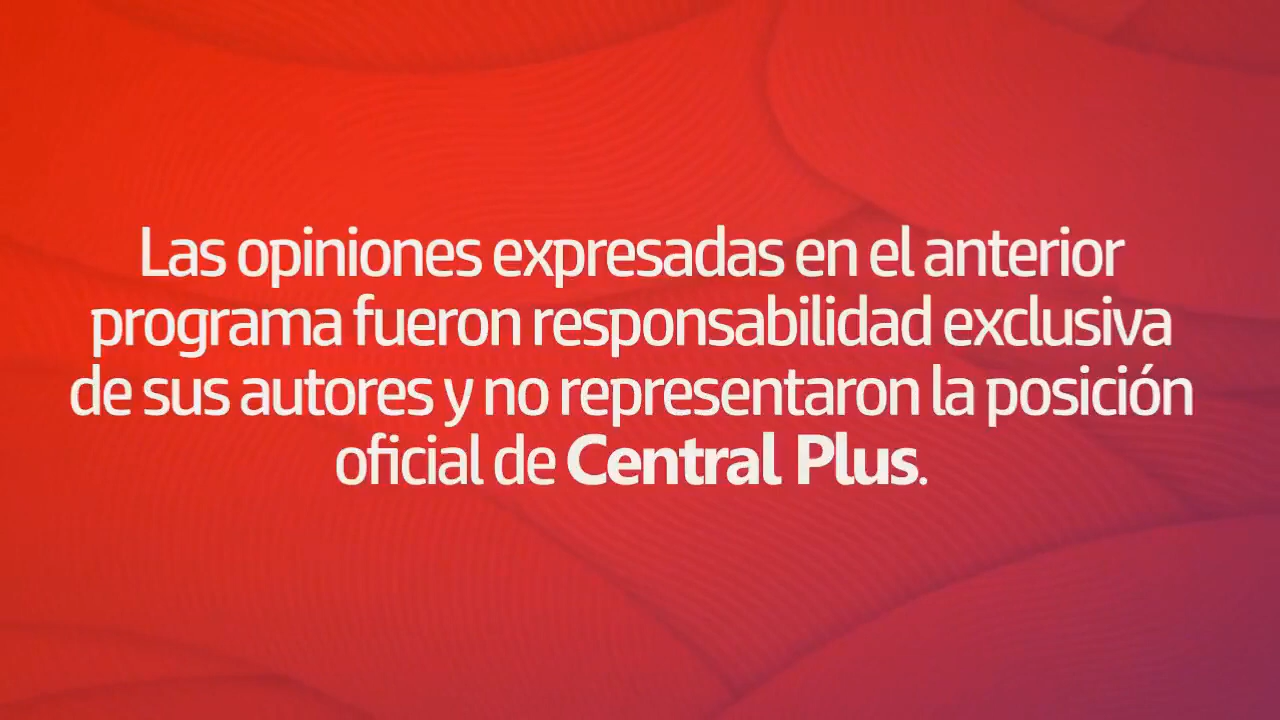 Las opiniones expresadas en el anterior
programa fueron responsabilidad exclusiva
de sus autores y no representaron la posición
oficial de Central Plus.